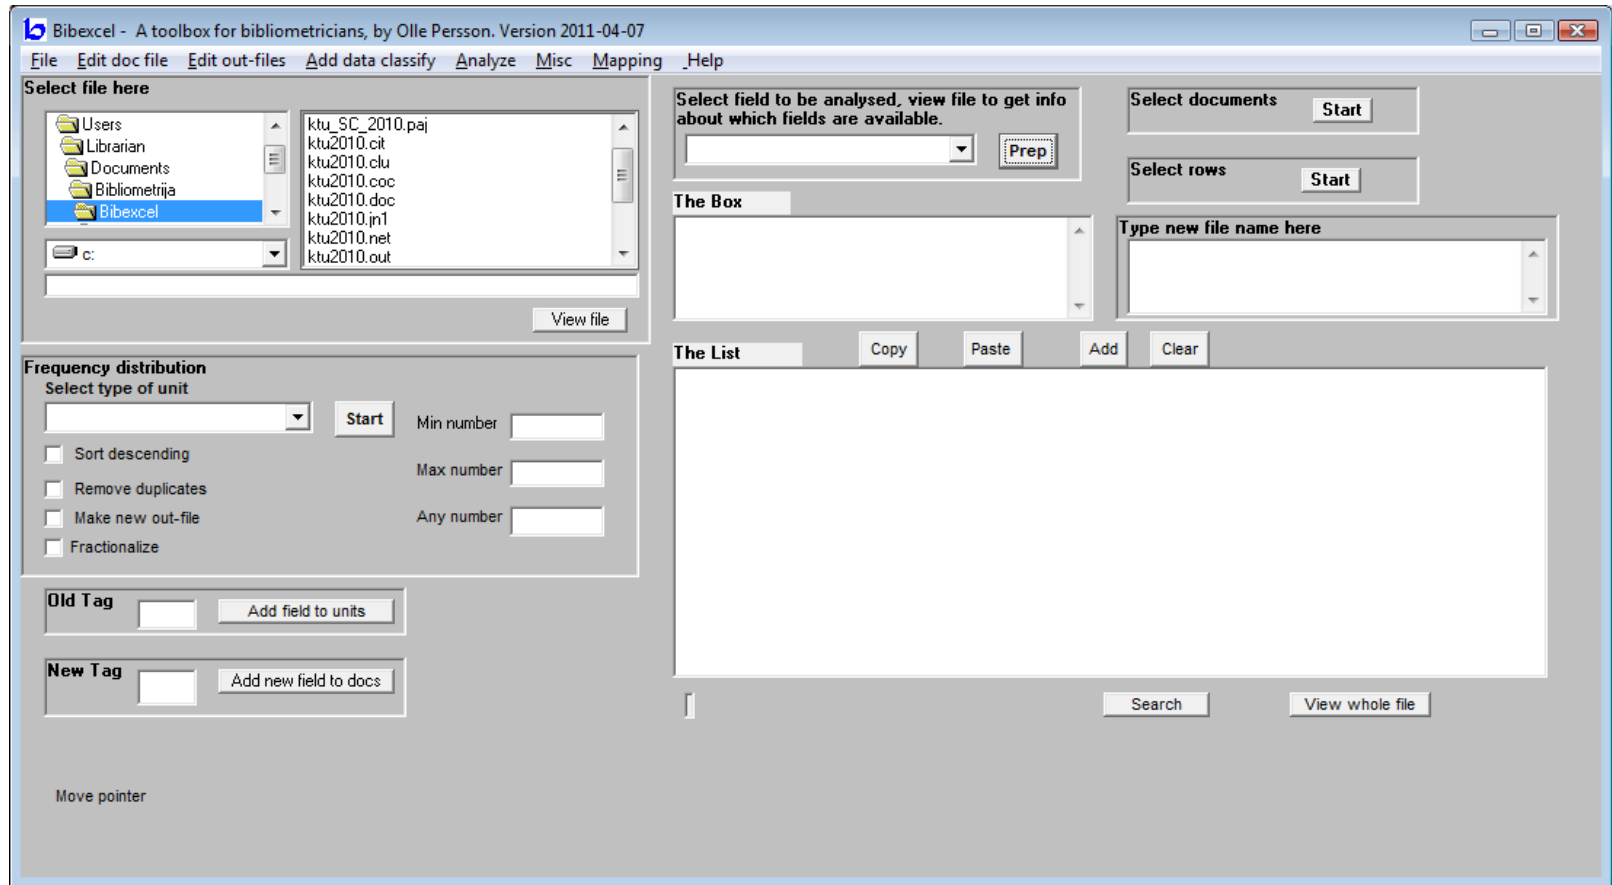 Bibexcel - A toolbox for bibliometricians, by Olle Persson. Version 2011-04-07
File Edit doc file Edit out-files Add data classify Analyze Misc Mapping Help
Select file here
Users
Librarian
Documents
Bibliometrija
Bibexcel
c:
ktu_SC_2010.paj
ktu2010.cit
ktu2010.clu
ktu2010.coc
ktu2010.doc
ktu2010.jn1
ktu2010.net
ktu2010.out
View file
Frequency distribution
Select type of unit
Start
Sort descending
Remove duplicates
Make new out-file
Fractionalize
Min number
Max number
Any number
Old Tag
Add field to units
New Tag
Add new field to docs
Move pointer
Select field to be analysed, view file to get info
about which fields are available.
Prep
Select documents
Start
Select rows
Start
The Box
Type new file name here
The List
Copy
Paste
Add
Clear
Search
View whole file